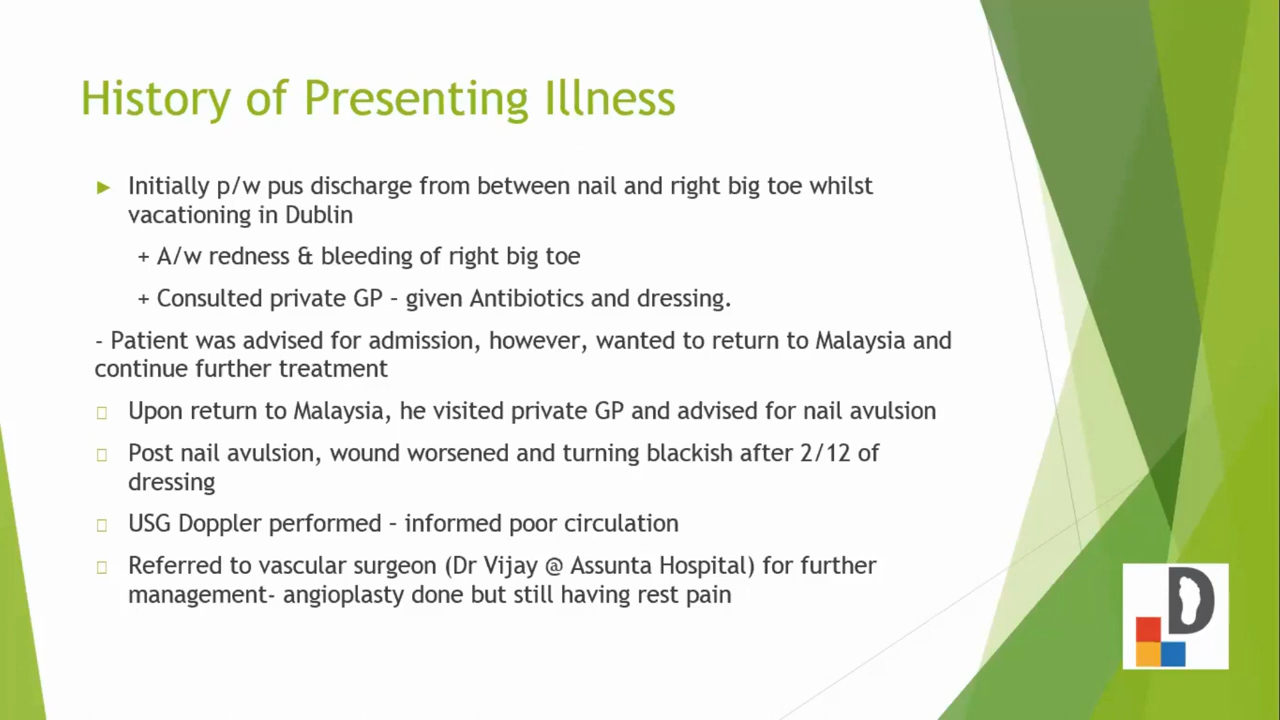 History of Presenting Illness
Initially p/w pus discharge from between nail and right big toe whilst
vacationing in Dublin
+ A/w redness & bleeding of right big toe
+ Consulted private GP – given Antibiotics and dressing.
- Patient was advised for admission, however, wanted to return to Malaysia and
continue further treatment
Upon return to Malaysia, he visited private GP and advised for nail avulsion
Post nail avulsion, wound worsened and turning blackish after 2/12 of
dressing
USG Doppler performed – informed poor circulation
Referred to vascular surgeon (Dr Vijay @ Assunta Hospital) for further
management- angioplasty done but still having rest pain
D